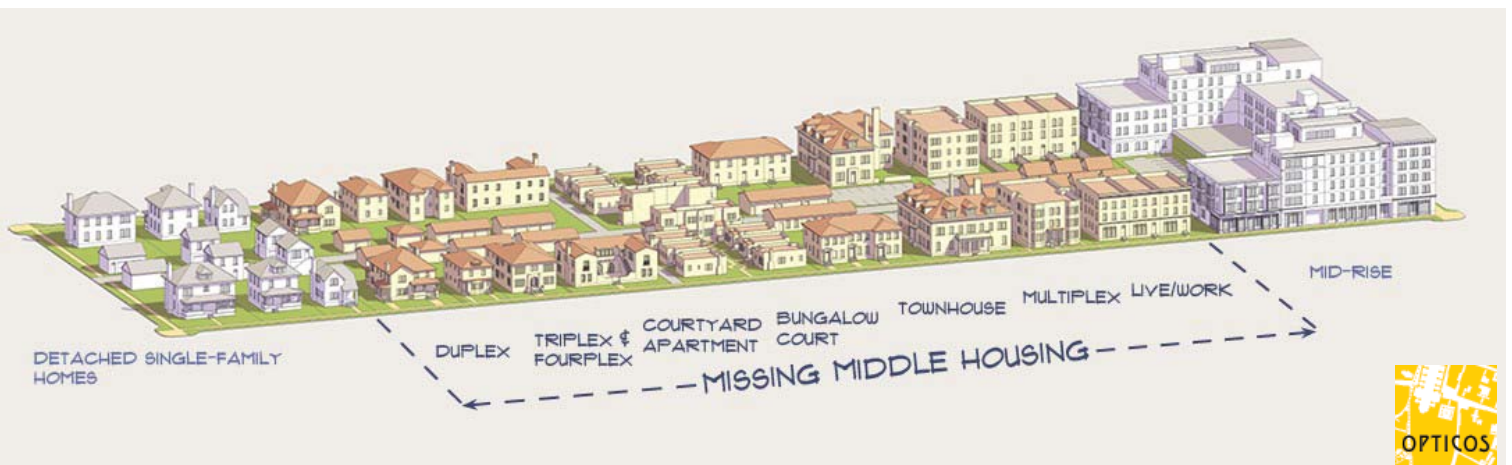 DETACHED SINGLE-FAMILY
HOMES
DUPLEX
TRIPLEX &
FOURPLEX
COURTYARD
APARTMENT
BUNGALOW
COURT
TOWNHOUSE
MULTIPLEX
LIVE/WORK
MID-RISE
MISSING MIDDLE HOUSING
OPTICOS